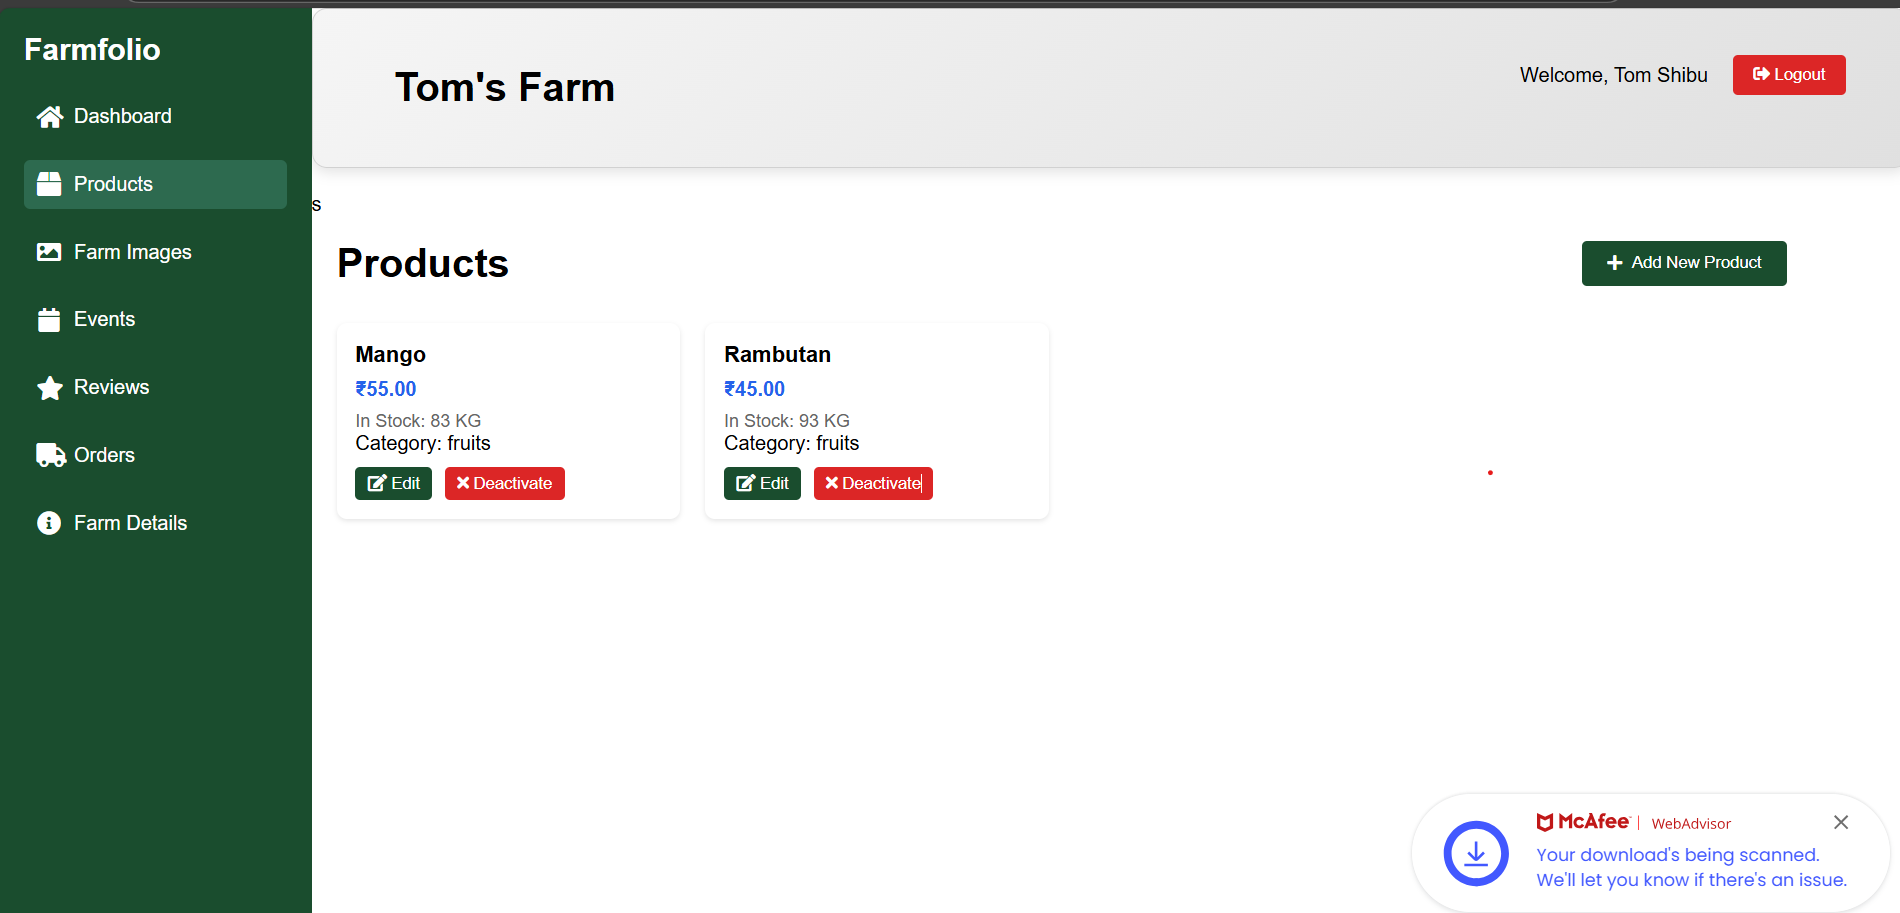 Farmfolio
Dashboard
Products
Farm Images
Events
Reviews
Orders
Farm Details
Tom's Farm
Welcome, Tom Shibu
Logout
s
Products
Add New Product
Mango
₹55.00
In Stock: 83 KG
Category: fruits
Edit
Deactivate
Rambutan
₹45.00
In Stock: 93 KG
Category: fruits
Edit
Deactivate
McAfee | WebAdvisor
Your download's being scanned.
We'll let you know if there's an issue.